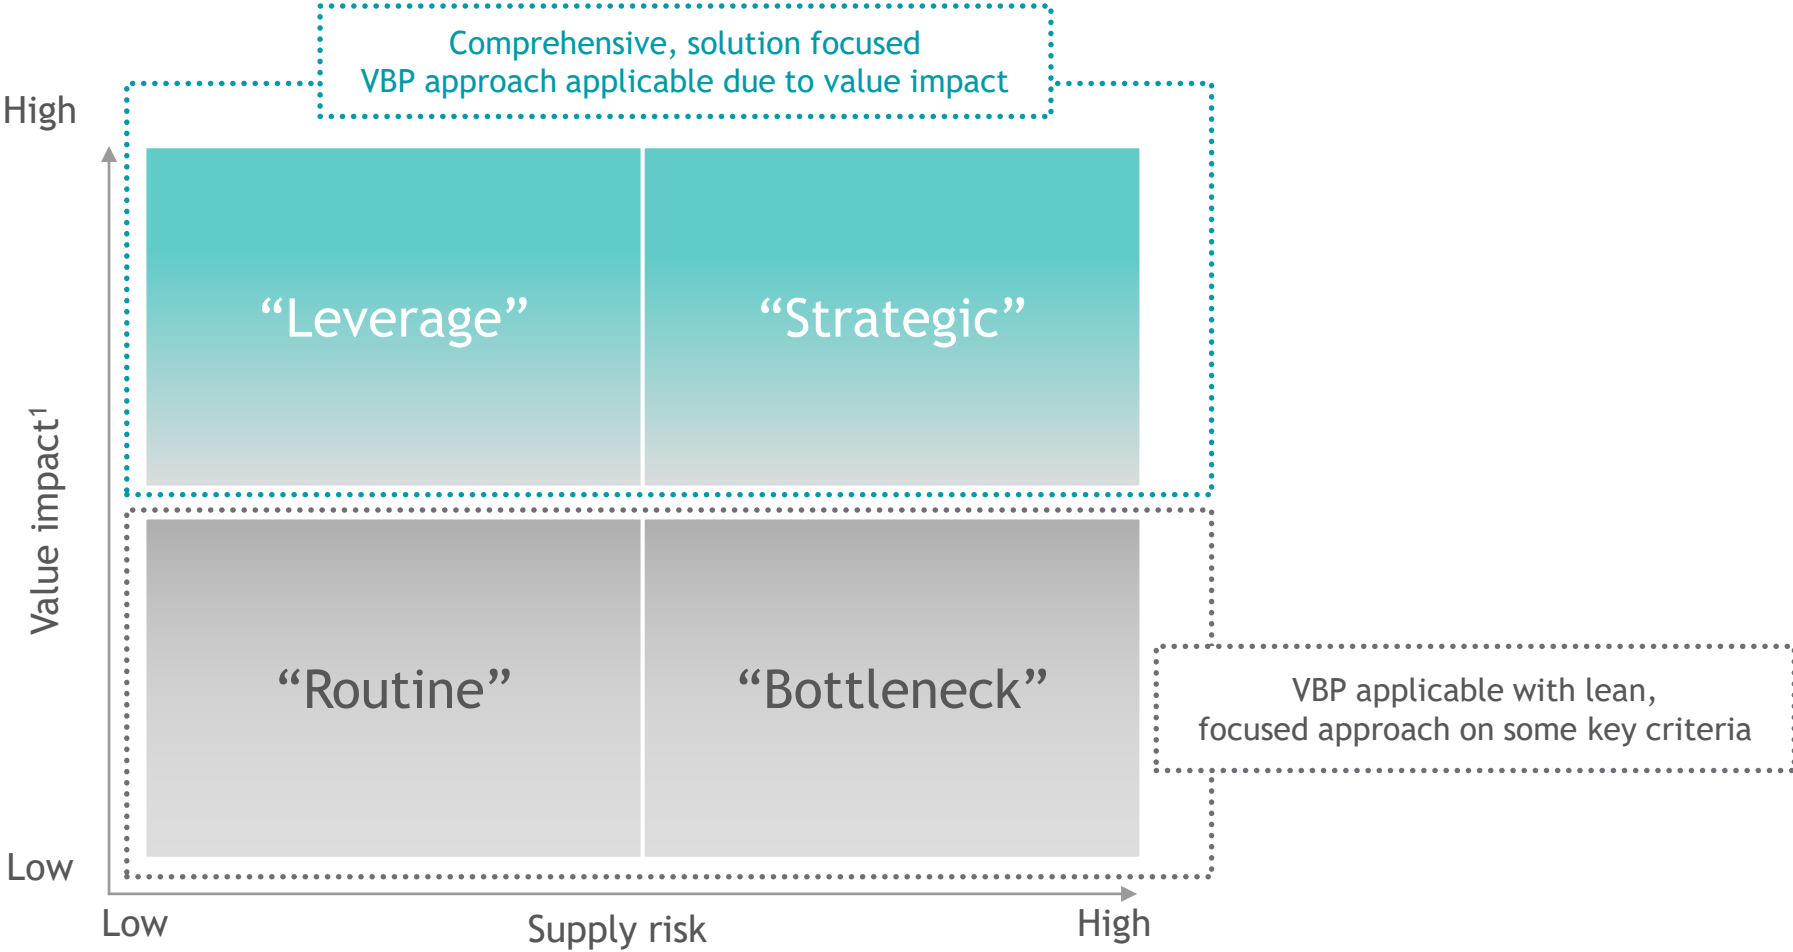 Comprehensive, solution focused
VBP approach applicable due to value impact
High
“Leverage”
“Strategic”
Value impact¹
“Routine”
“Bottleneck”
VBP applicable with lean,
focused approach on some key criteria
Low
Low
Supply risk
High